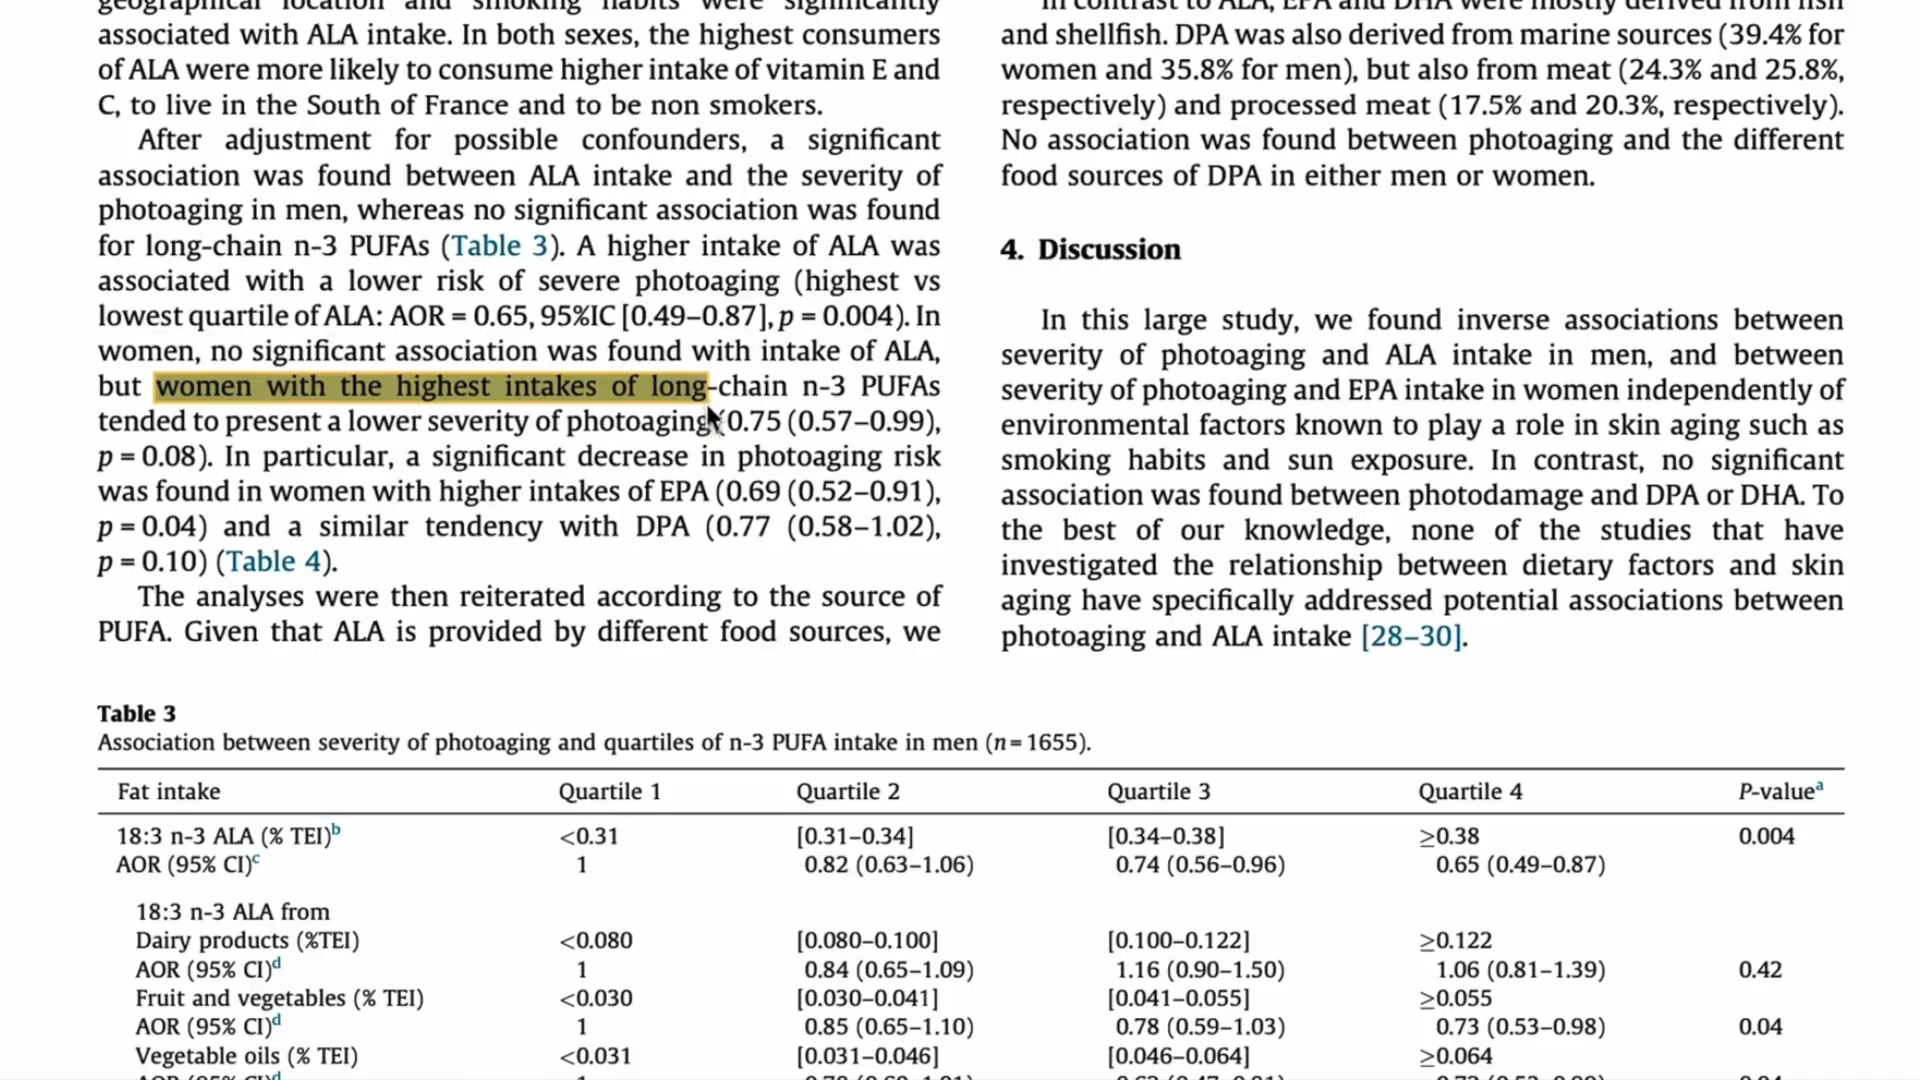 geographical location and smoking habits were significantly
associated with ALA intake. In both sexes, the highest consumers
of ALA were more likely to consume higher intake of vitamin E and
C, to live in the South of France and to be non smokers.
After adjustment for possible confounders, a significant
association was found between ALA intake and the severity of
photoaging in men, whereas no significant association was found
for long-chain n-3 PUFAs (Table 3). A higher intake of ALA was
associated with a lower risk of severe photoaging (highest vs
lowest quartile of ALA: AOR = 0.65, 95%IC [0.49–0.87], p = 0.004). In
women, no significant association was found with intake of ALA,
but women with the highest intakes of long-chain n-3 PUFAs
tended to present a lower severity of photoaging (0.75 (0.57–0.99),
p = 0.08). In particular, a significant decrease in photoaging risk
was found in women with higher intakes of EPA (0.69 (0.52–0.91),
p = 0.04) and a similar tendency with DPA (0.77 (0.58–1.02),
p = 0.10) (Table 4).
The analyses were then reiterated according to the source of
PUFA. Given that ALA is provided by different food sources, we
In contrast to ALA, EPA and DHA were mostly derived from fish
and shellfish. DPA was also derived from marine sources (39.4% for
women and 35.8% for men), but also from meat (24.3% and 25.8%,
respectively) and processed meat (17.5% and 20.3%, respectively).
No association was found between photoaging and the different
food sources of DPA in either men or women.
4. Discussion
In this large study, we found inverse associations between
severity of photoaging and ALA intake in men, and between
severity of photoaging and EPA intake in women independently of
environmental factors known to play a role in skin aging such as
smoking habits and sun exposure. In contrast, no significant
association was found between photodamage and DPA or DHA. To
the best of our knowledge, none of the studies that have
investigated the relationship between dietary factors and skin
aging have specifically addressed potential associations between
photoaging and ALA intake [28–30].
Table 3
Association between severity of photoaging and quartiles of n-3 PUFA intake in men (n = 1655).
Fat intake Quartile 1 Quartile 2 Quartile 3 Quartile 4 P-valueᵃ
18:3 n-3 ALA (% TEI)ᵇ <0.31 [0.31–0.34] [0.34–0.38] ≥0.38 0.004
AOR (95% CI)ᶜ 1 0.82 (0.63–1.06) 0.74 (0.56–0.96) 0.65 (0.49–0.87)
18:3 n-3 ALA from
Dairy products (%TEI) <0.080 [0.080–0.100] [0.100–0.122] ≥0.122
AOR (95% CI)ᵈ 1 0.84 (0.65–1.09) 1.16 (0.90–1.50) 1.06 (0.81–1.39) 0.42
Fruit and vegetables (% TEI) <0.030 [0.030–0.041] [0.041–0.055] ≥0.055
AOR (95% CI)ᵈ 1 0.85 (0.65–1.10) 0.78 (0.59–1.03) 0.73 (0.53–0.98) 0.04
Vegetable oils (% TEI) <0.031 [0.031–0.046] [0.046–0.064] ≥0.064
AOR (95% CI)ᵈ